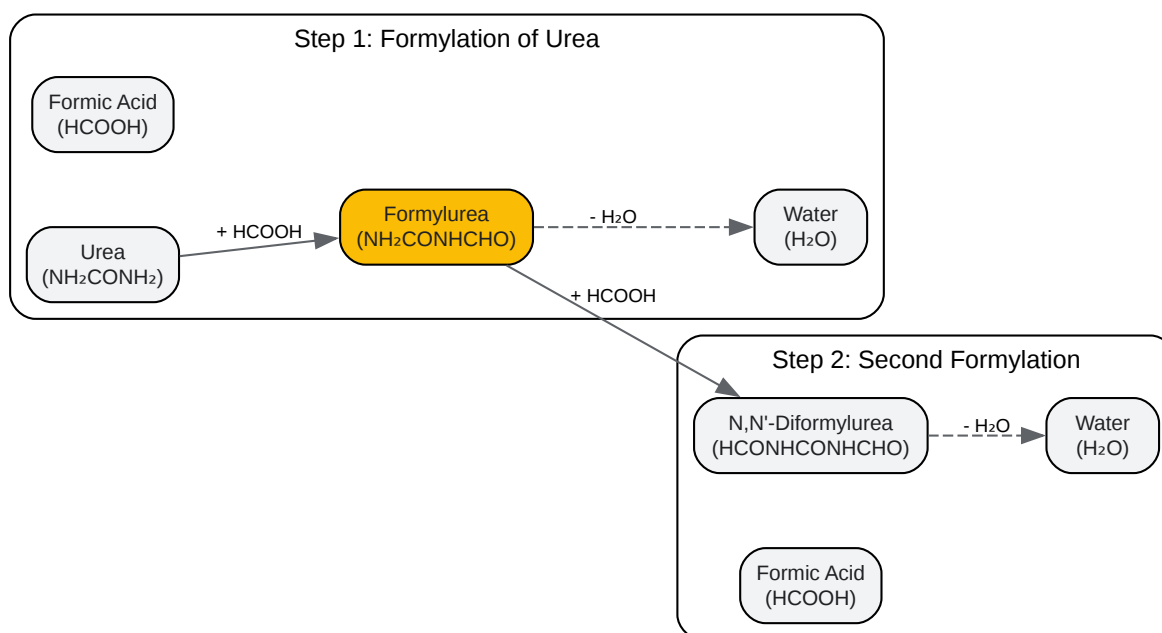 Step 1: Formylation of Urea
Formic Acid
(HCOOH)
Urea
(NH₂CONH₂)
+ HCOOH
Formylurea
(NH₂CONHCHO)
- H₂O
Water
(H₂O)
+ HCOOH
Step 2: Second Formylation
N,N'-Diformylurea
(HCONHCONHCHO)
- H₂O
Water
(H₂O)
Formic Acid
(HCOOH)